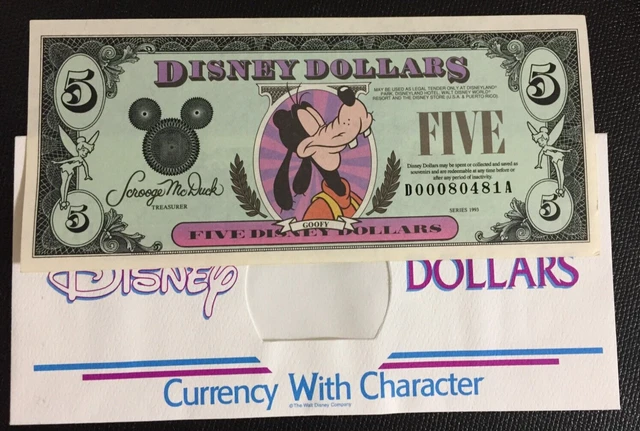 5
DISNEY DOLLARS
5
MAY BE USED AS LEGAL TENDER ONLY AT DISNEYLAND®
PARK, DISNEYLAND HOTEL, WALT DISNEY WORLD®
RESORT AND THE DISNEY STORE (U.S.A. & PUERTO RICO)
FIVE
Disney Dollars may be spent or collected and saved as
souvenirs and are redeemable at any time before or
after any period of inactivity.
D00080481A
Scrooge McDuck
TREASURER
SERIES 1993
5
GOOFY
5
FIVE DISNEY DOLLARS
DISNEY
DOLLARS
Currency With Character
©The Walt Disney Company